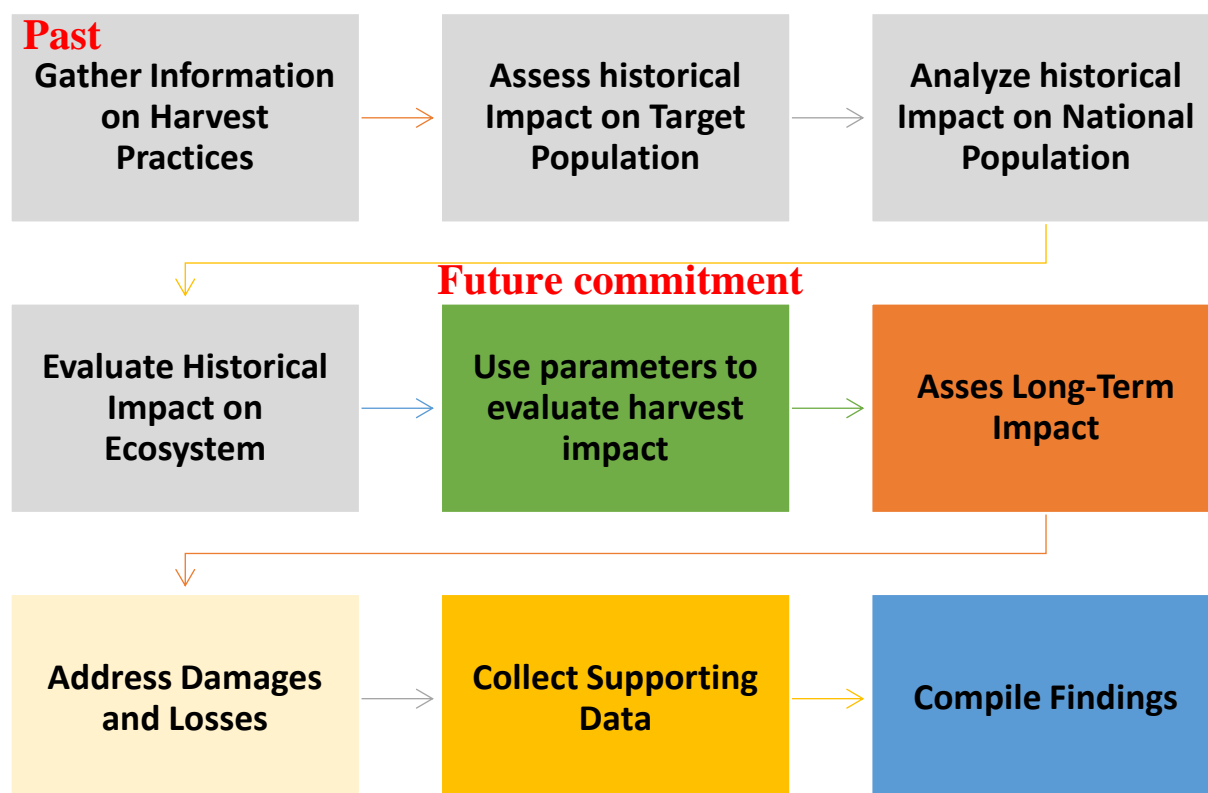 Past
Gather Information
on Harvest
Practices
Assess historical
Impact on Target
Population
Analyze historical
Impact on National
Population
Future commitment
Evaluate Historical
Impact on
Ecosystem
Use parameters to
evaluate harvest
impact
Asses Long-Term
Impact
Address Damages
and Losses
Collect Supporting
Data
Compile Findings